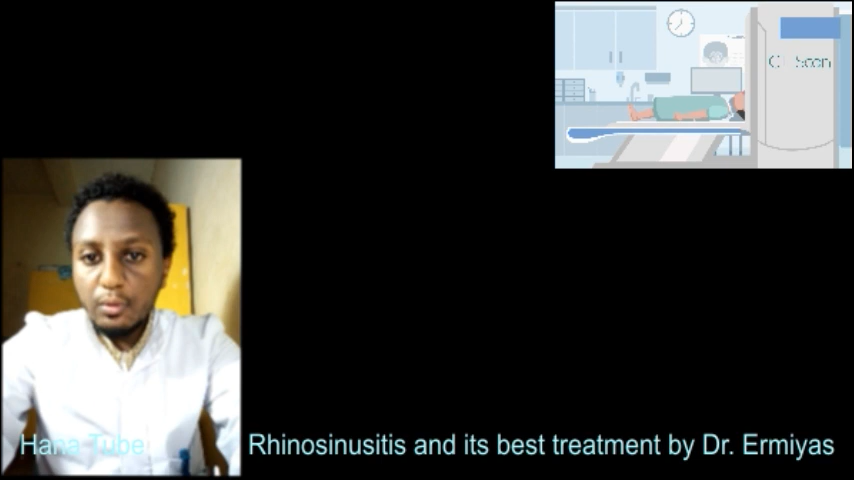 CT Scan
Hana Tube
Rhinosinusitis and its best treatment by Dr. Ermiyas